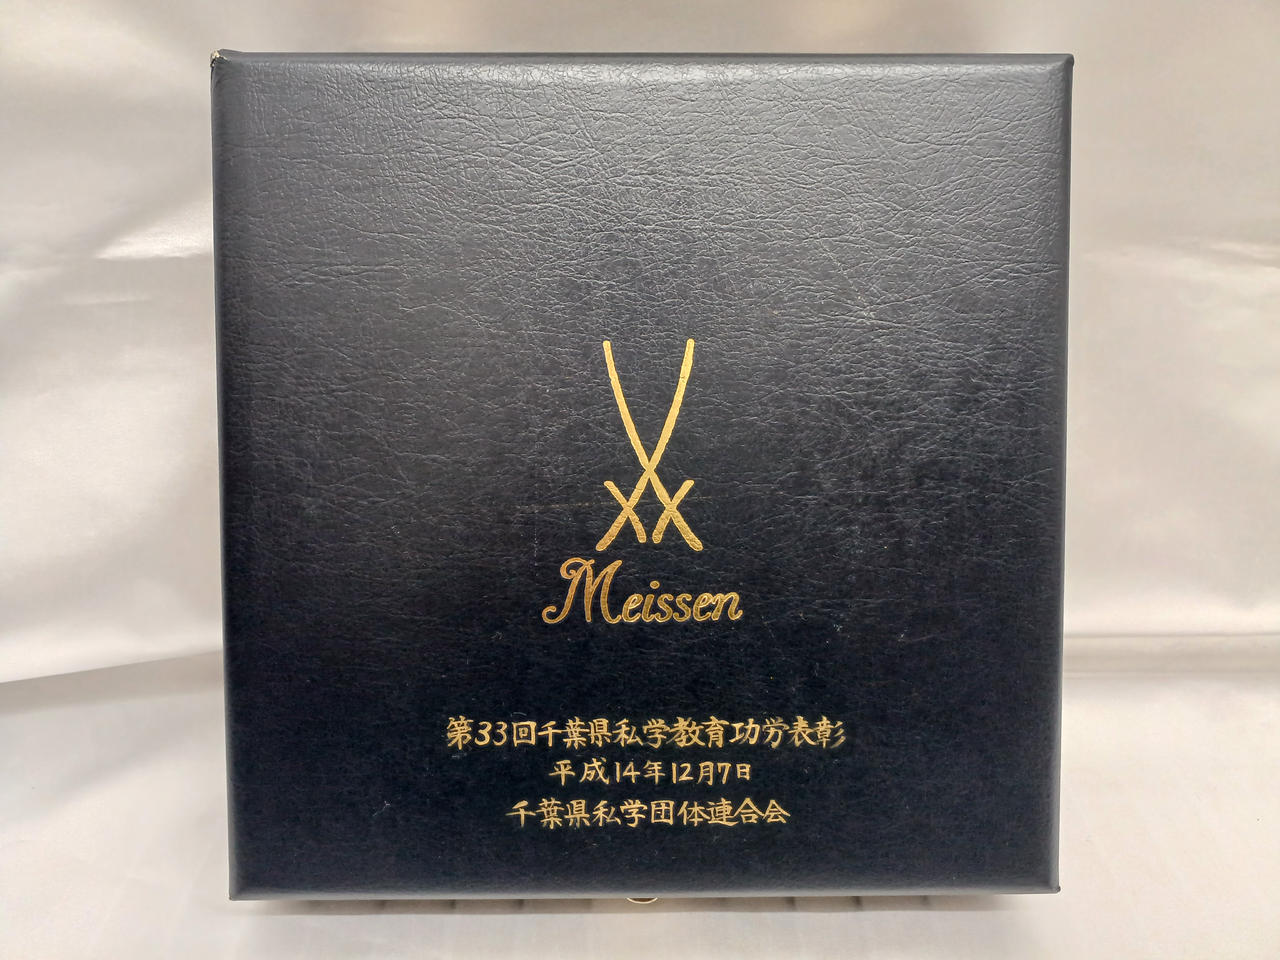 Meissen
第33回千葉県私学教育功労表彰
平成14年12月7日
千葉県私学団体連合会